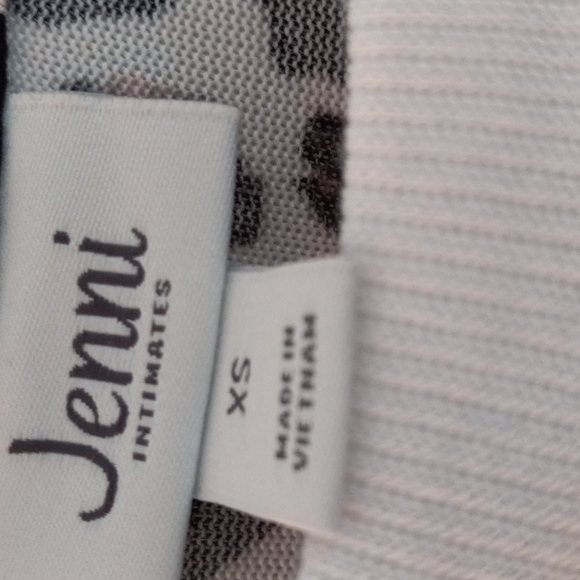 Jenni
INTIMATES
XS
MADE IN
VIETNAM